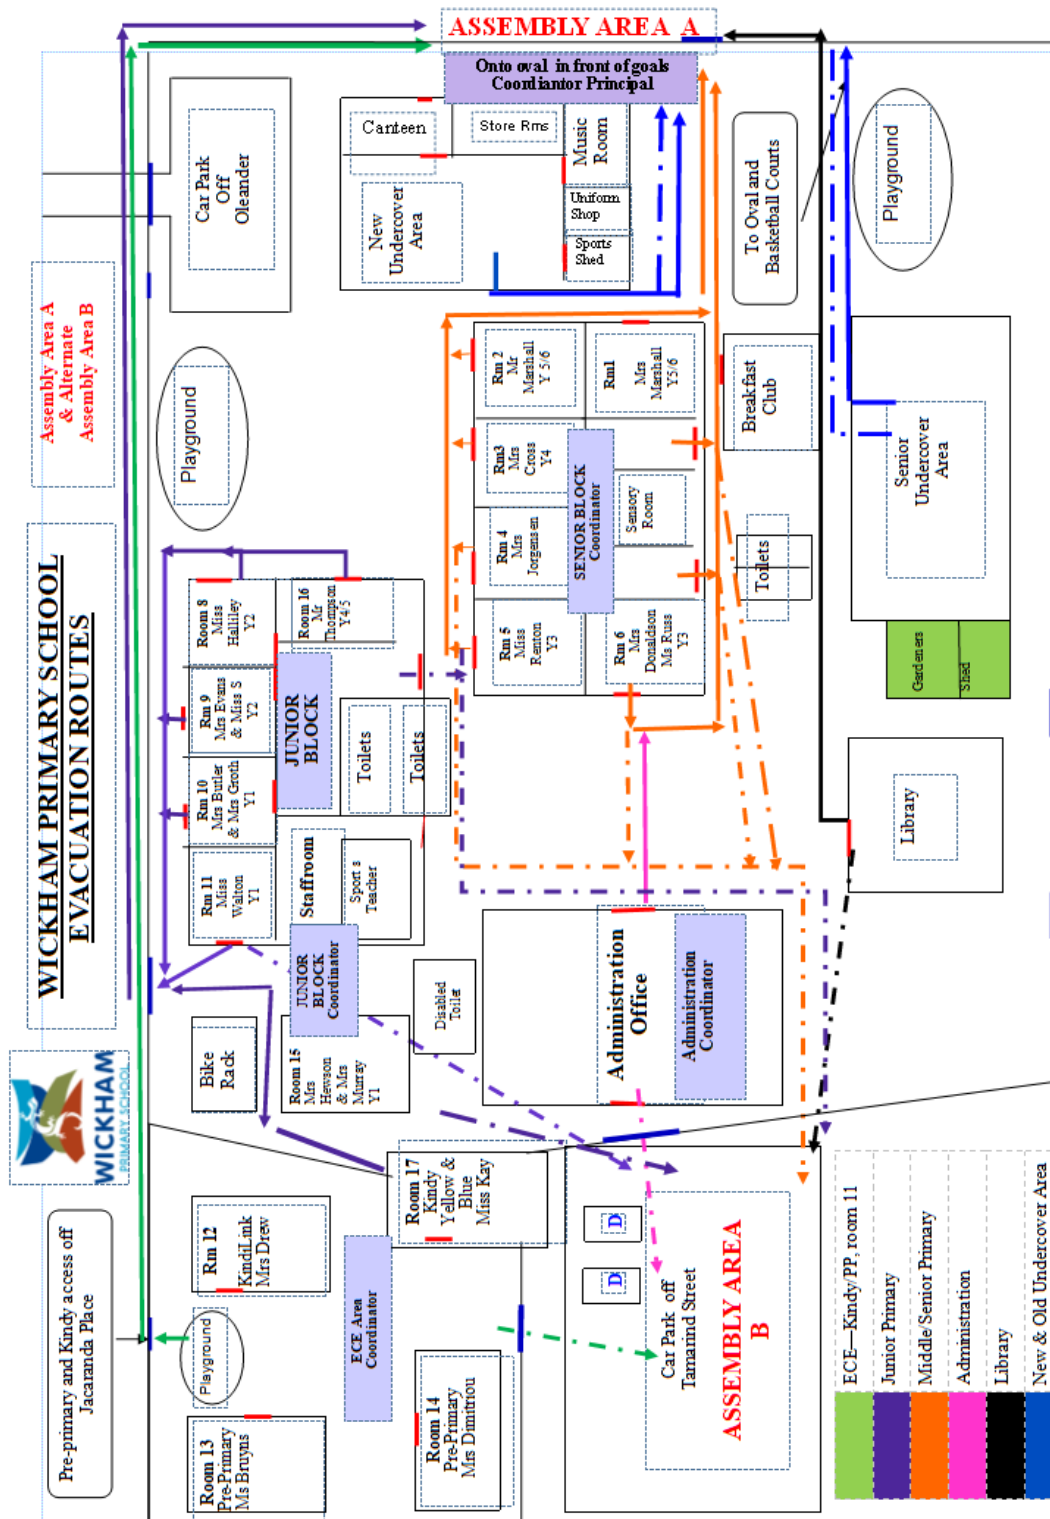 WICKHAM PRIMARY SCHOOL
EVACUATION ROUTES
Assembly Area A
& Alternate
Assembly Area B
WICKHAM
PRIMARY SCHOOL
Pre-primary and Kindy access off
Jacaranda Place
ASSEMBLY AREA A
Onto oval in front of goals
Coordiantor Principal
Car Park
Off
Oleander
Canteen
Store Rms
Music
Room
New
Undercover
Area
Uniform
Shop
Sports
Shed
To Oval and
Basketball Courts
Playground
Playground
Rm 2
Mr
Marshall
Y 5/6
Rm1
Mrs
Marshall
Y5/6
Rm3
Mrs
Cross
Y4
SENIOR BLOCK
Coordinator
Rm 4
Mrs
Jorgensen
Sensory
Room
Rm 5
Miss
Renton
Y3
Rm 6
Mrs
Donaldson
Ms Russ
Y3
Breakfast
Club
Toilets
Senior
Undercover
Area
Gardeners
Shed
Library
Room 8
Miss
Halliley
Y2
Room 16
Mr
Thompson
Y4/5
Rm 9
Mrs Evans
& Miss S
Y2
JUNIOR
BLOCK
Rm 10
Mrs Butler
& Mrs Groth
Y1
Toilets
Toilets
Rm 11
Miss
Walton
Y1
Staffroom
Sport s
Teacher
JUNIOR
BLOCK
Coordinator
Disabled
Toilet
Bike
Rack
Room 15
Mrs
Hewson
& Mrs
Murray
Y1
Administration
Office
Administration
Coordinator
Room 17
Kindy
Yellow &
Blue
Miss Kay
Rm 12
KindiLink
Mrs Drew
Playground
ECE Area
Coordinator
Room 13
Pre-Primary
Ms Bruyns
Room 14
Pre-Primary
Mrs Dimitriou
D
D
Car Park off
Tamarind Street
ASSEMBLY AREA
B
ECE—Kindy/PP, room 11
Junior Primary
Middle/Senior Primary
Administration
Library
New & Old Undercover Area